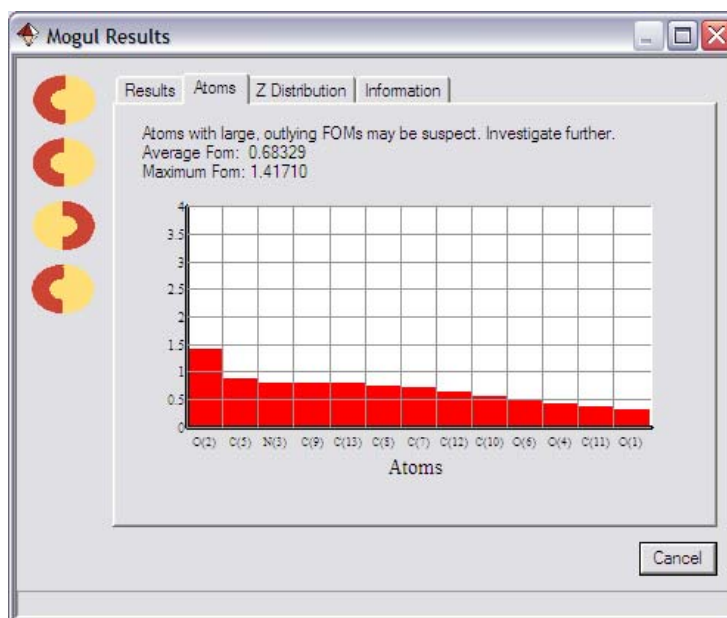 Mogul Results
Results Atoms Z Distribution Information
Atoms with large, outlying FOMs may be suspect. Investigate further.
Average Fom: 0.68329
Maximum Fom: 1.41710
4
3.5
3
2.5
2
1.5
1
0.5
0
O(2) C(5) N(3) C(9) C(13) C(8) C(7) C(12) C(10) O(6) O(4) C(11) O(1)
Atoms
Cancel